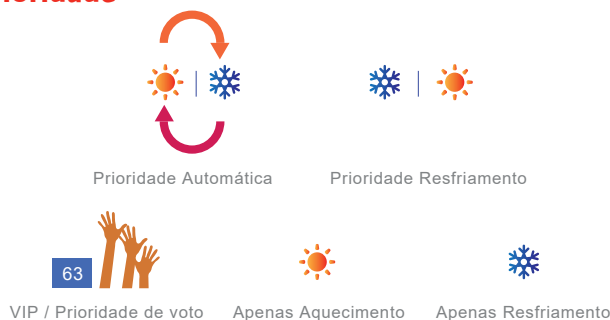 Prioridade Automática
Prioridade Resfriamento
63
VIP / Prioridade de voto
Apenas Aquecimento
Apenas Resfriamento